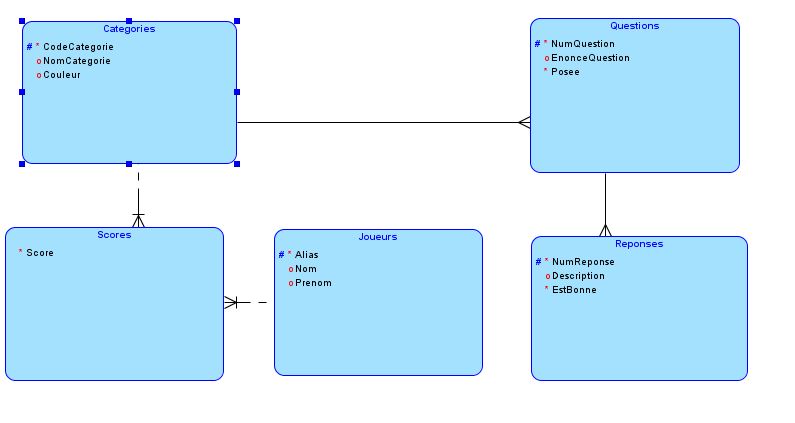 Categories
# * CodeCategorie
o NomCategorie
o Couleur
Questions
# * NumQuestion
o EnonceQuestion
* Posee
Scores
* Score
Joueurs
# * Alias
o Nom
o Prenom
Reponses
# * NumReponse
o Description
* EstBonne